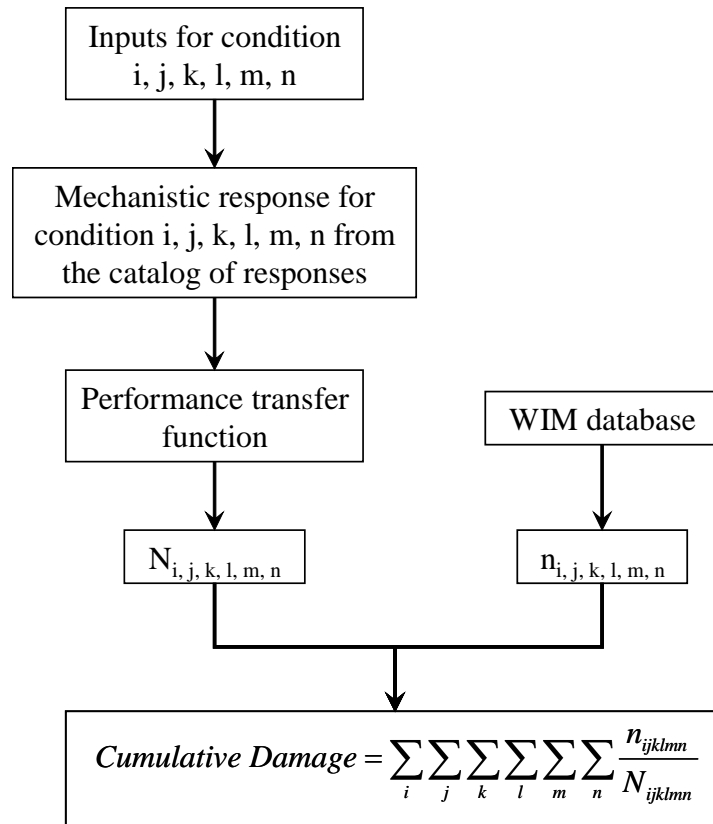 Inputs for condition
i, j, k, l, m, n
Mechanistic response for
condition i, j, k, l, m, n from
the catalog of responses
Performance transfer
function
WIM database
N_{i, j, k, l, m, n}
n_{i, j, k, l, m, n}
Cumulative Damage = ∑_i ∑_j ∑_k ∑_l ∑_m ∑_n n_{ijklmn} / N_{ijklmn}